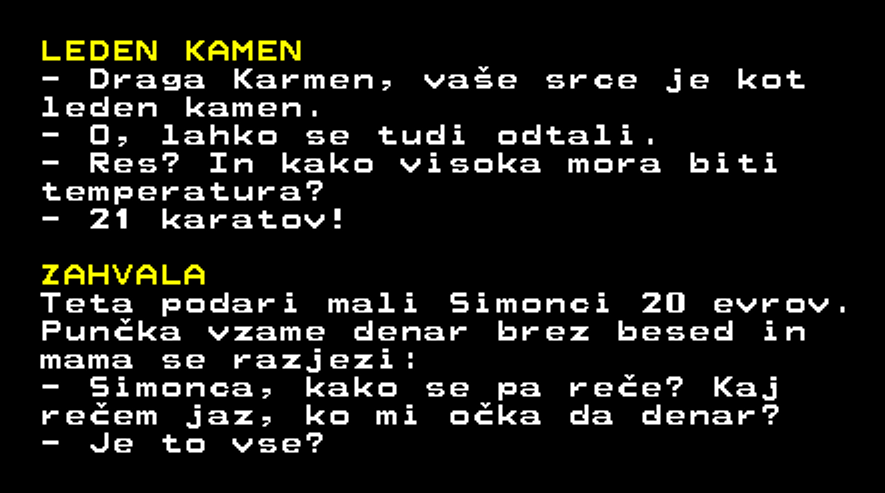 LEDEN KAMEN
- Draga Karmen, vaše srce je kot
leden kamen.
- O, lahko se tudi odtali.
- Res? In kako visoka mora biti
temperatura?
- 21 karatov!
ZAHVALA
Teta podari mali Simonci 20 evrov.
Punčka vzame denar brez besed in
mama se razjezi:
- Simonca, kako se pa reče? Kaj
rečem jaz, ko mi očka da denar?
- Je to vse?